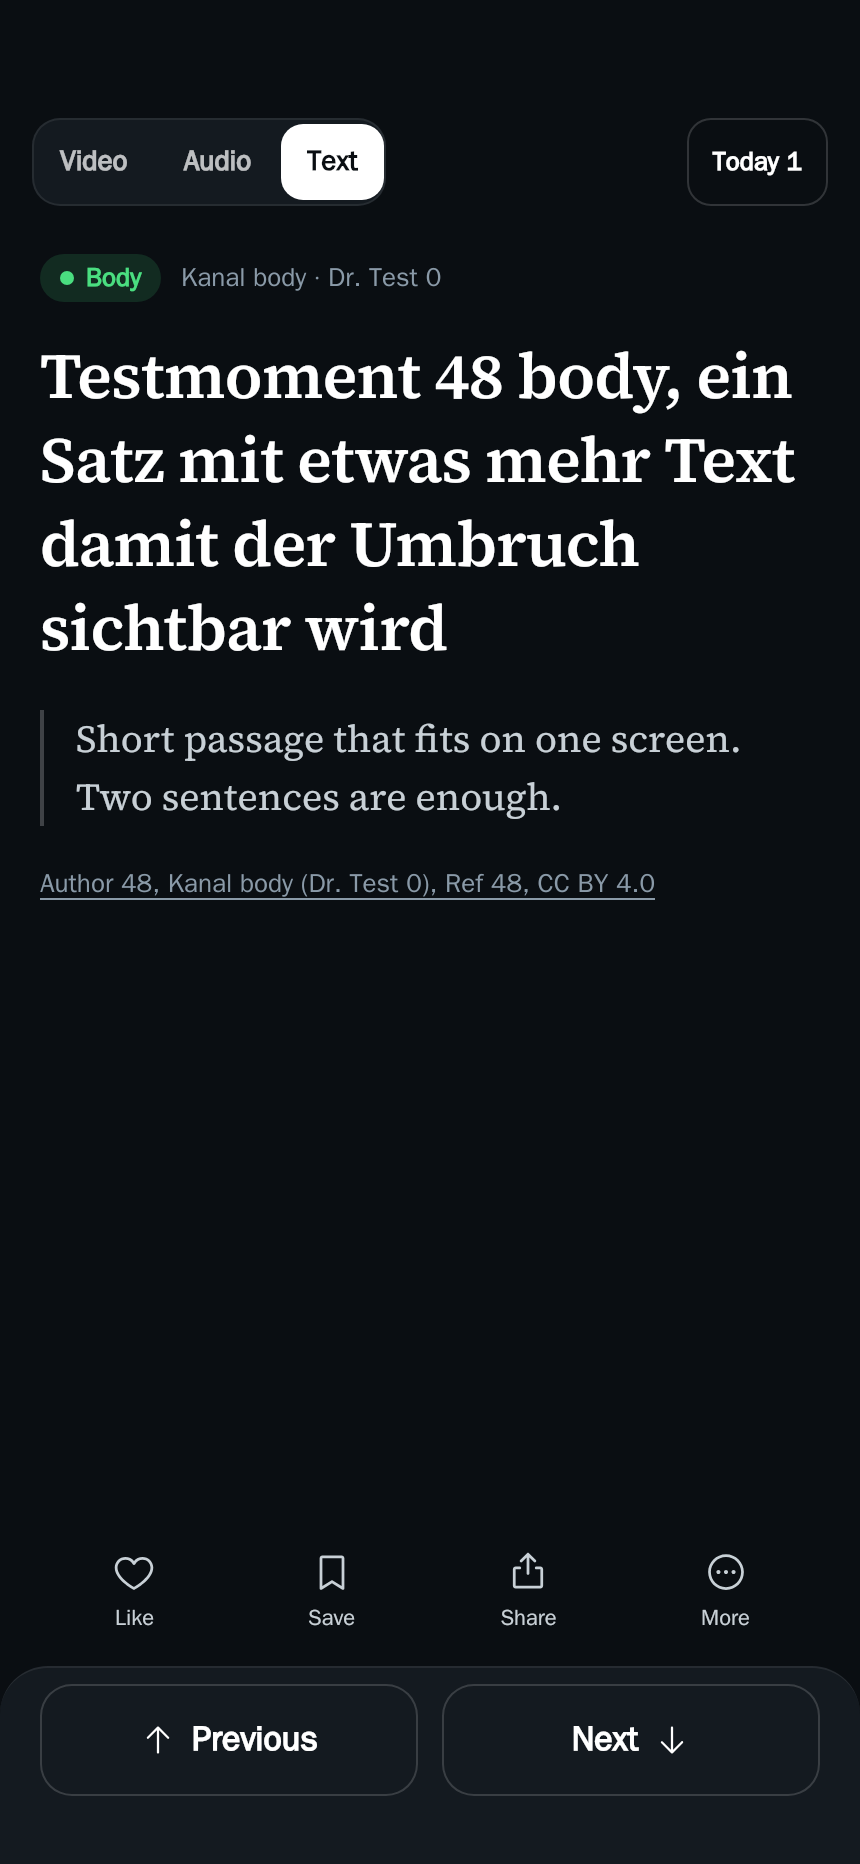 Video Audio Text Today 1
Body Kanal body · Dr. Test 0
Testmoment 48 body, ein
Satz mit etwas mehr Text
damit der Umbruch
sichtbar wird
Short passage that fits on one screen.
Two sentences are enough.
Author 48, Kanal body (Dr. Test 0), Ref 48, CC BY 4.0
Like Save Share More
Previous Next